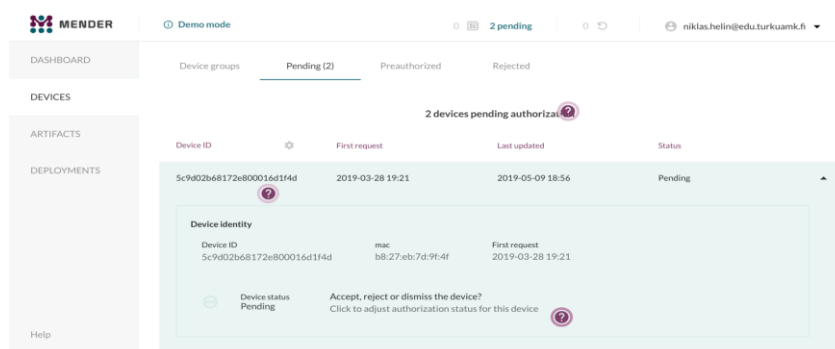 MENDER
Demo mode
0
2 pending
0
niklas.helin@edu.turkuamk.fi
DASHBOARD
DEVICES
ARTIFACTS
DEPLOYMENTS
Help
Device groups
Pending (2)
Preauthorized
Rejected
2 devices pending
Device ID
First request
Last updated
Status
5c9d02b68172e800016d1f4d
2019-03-28 19:21
2019-05-09 18:56
Pending
Device identity
Device ID
mac
First request
5c9d02b68172e800016d1f4d
b8:27:eb:7d:9f:4f
2019-03-28 19:21
Device status
Pending
Accept, reject or dismiss the device?
Click to adjust authorization status for this device